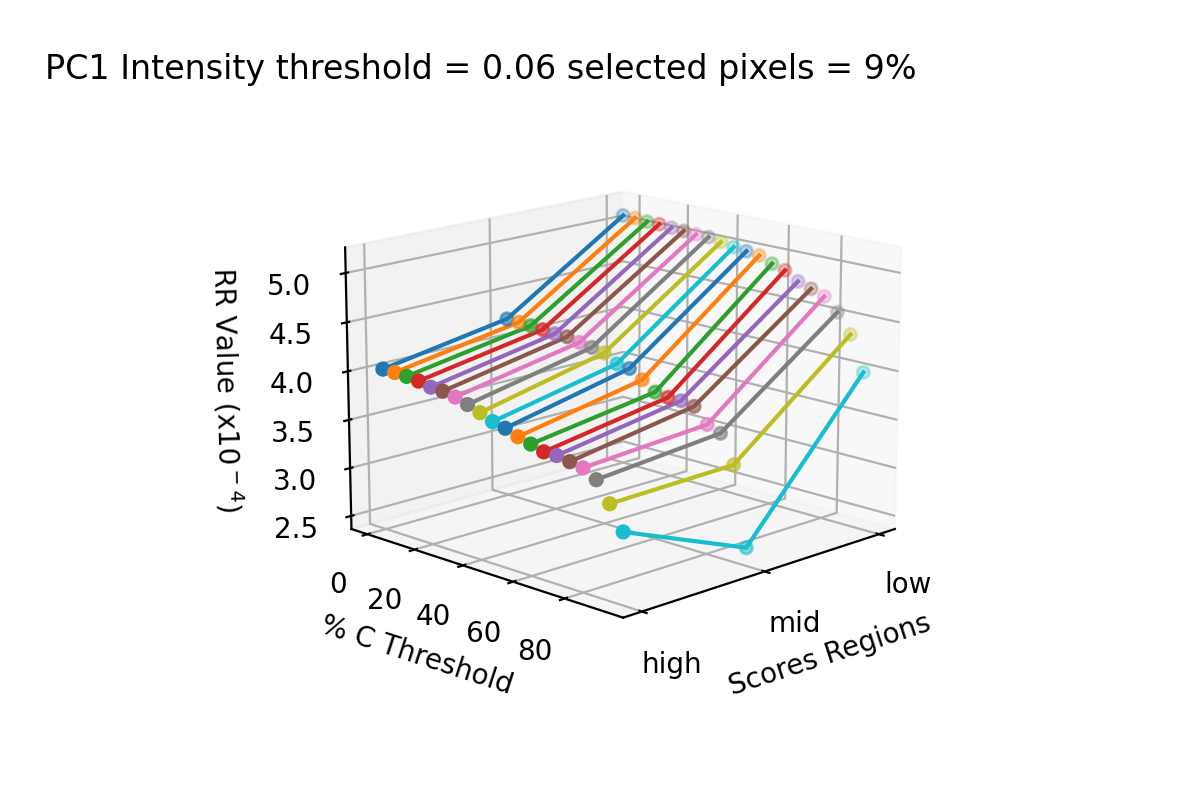 PC1 Intensity threshold = 0.06 selected pixels = 9%
RR Value (x10⁻⁴)
5.0
4.5
4.0
3.5
3.0
2.5
0
20
40
60
80
% C Threshold
high
mid
low
Scores Regions